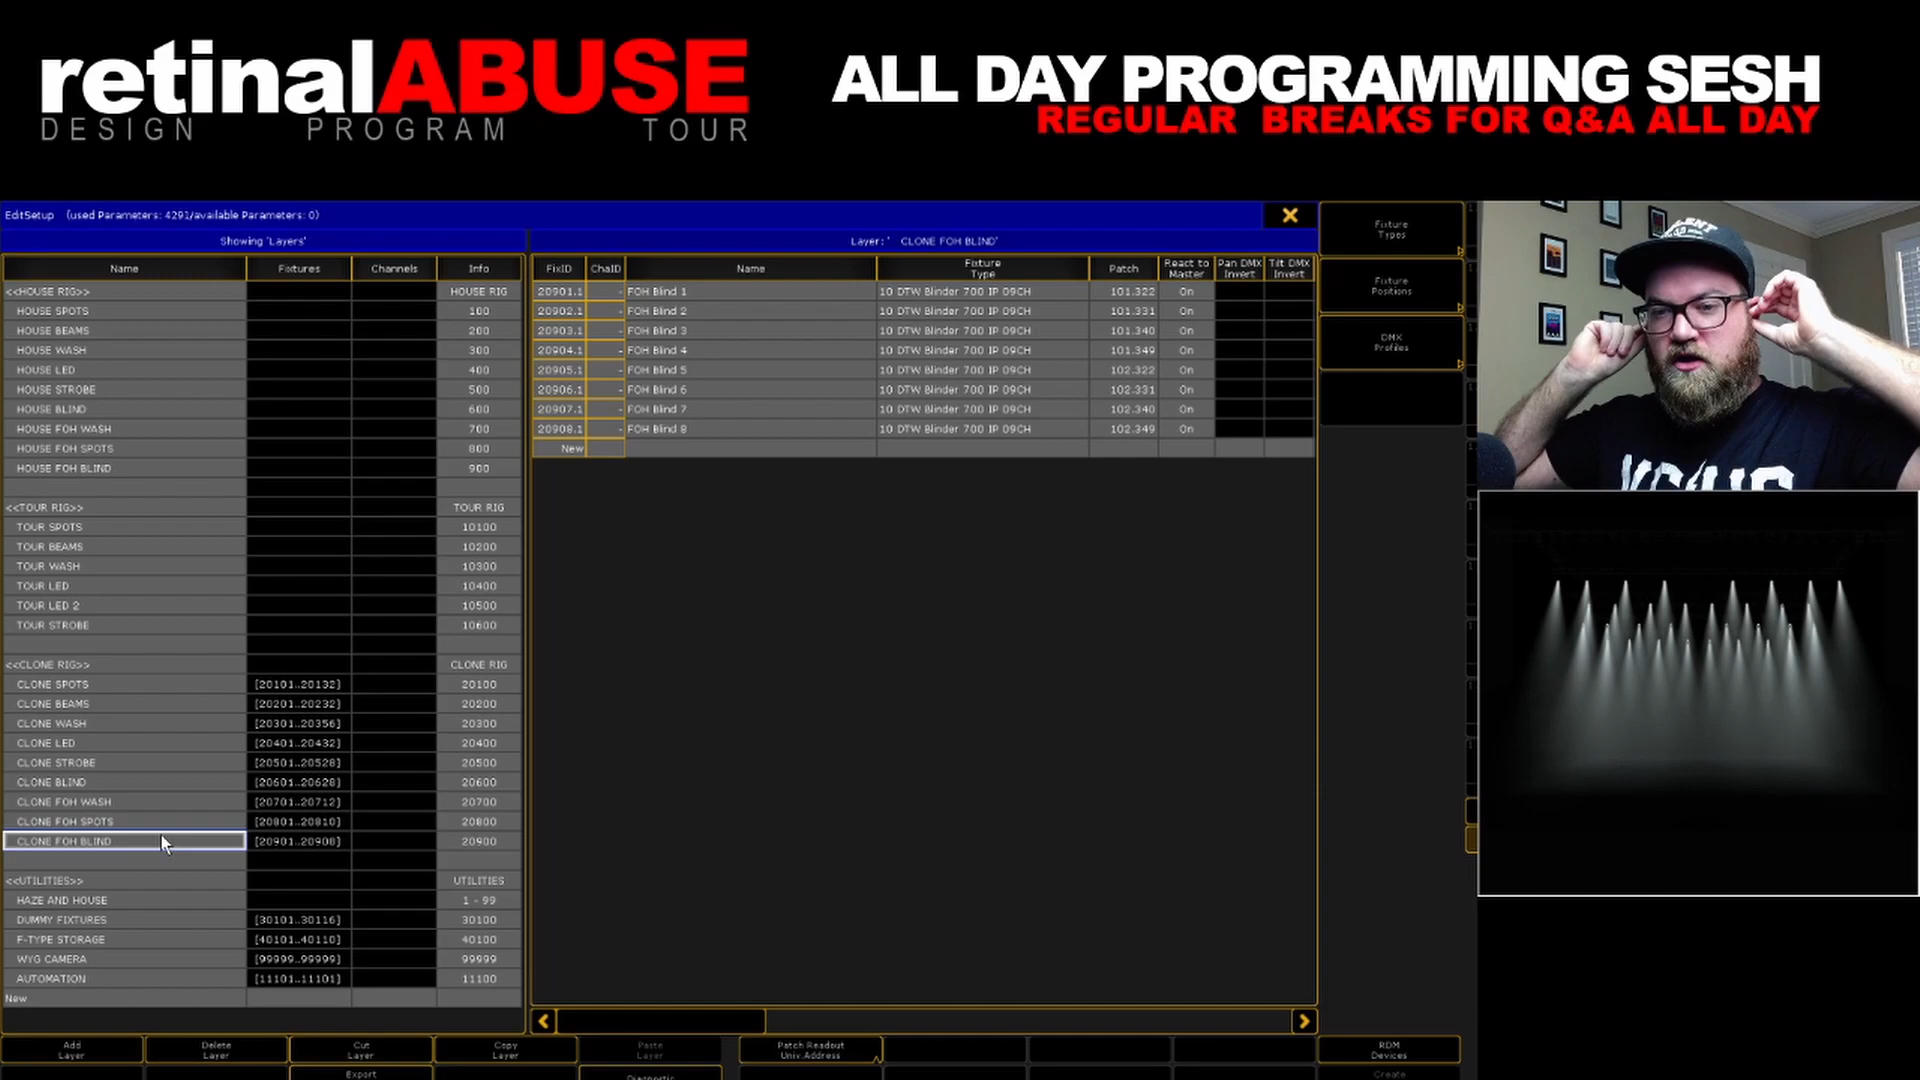 retinalABUSE
DESIGN PROGRAM TOUR
ALL DAY PROGRAMMING SESH
REGULAR BREAKS FOR Q&A ALL DAY
EditSetup (used Parameters: 4291/available Parameters: 0)
Showing 'Layers'
Layer: ' CLONE FOH BLIND'
Name Fixtures Channels Info
<<HOUSE RIG>> HOUSE RIG
HOUSE SPOTS 100
HOUSE BEAMS 200
HOUSE WASH 300
HOUSE LED 400
HOUSE STROBE 500
HOUSE BLIND 600
HOUSE FOH WASH 700
HOUSE FOH SPOTS 800
HOUSE FOH BLIND 900
<<TOUR RIG>> TOUR RIG
TOUR SPOTS 10100
TOUR BEAMS 10200
TOUR WASH 10300
TOUR LED 10400
TOUR LED 2 10500
TOUR STROBE 10600
<<CLONE RIG>> CLONE RIG
CLONE SPOTS [20101..20132] 20100
CLONE BEAMS [20201..20232] 20200
CLONE WASH [20301..20356] 20300
CLONE LED [20401..20432] 20400
CLONE STROBE [20501..20528] 20500
CLONE BLIND [20601..20628] 20600
CLONE FOH WASH [20701..20712] 20700
CLONE FOH SPOTS [20801..20810] 20800
CLONE FOH BLIND [20901..20908] 20900
<<UTILITIES>> UTILITIES
HAZE AND HOUSE 1 - 99
DUMMY FIXTURES [30101..30116] 30100
F-TYPE STORAGE [40101..40110] 40100
WYG CAMERA [99999..99999] 99999
AUTOMATION [11101..11101] 11100
New
FixID ChaID Name Fixture Type Patch React to Master Pan DMX Invert Tilt DMX Invert
20901.1 - FOH Blind 1 10 DTW Blinder 700 IP 09CH 101.322 On
20902.1 - FOH Blind 2 10 DTW Blinder 700 IP 09CH 101.331 On
20903.1 - FOH Blind 3 10 DTW Blinder 700 IP 09CH 101.340 On
20904.1 - FOH Blind 4 10 DTW Blinder 700 IP 09CH 101.349 On
20905.1 - FOH Blind 5 10 DTW Blinder 700 IP 09CH 102.322 On
20906.1 - FOH Blind 6 10 DTW Blinder 700 IP 09CH 102.331 On
20907.1 - FOH Blind 7 10 DTW Blinder 700 IP 09CH 102.340 On
20908.1 - FOH Blind 8 10 DTW Blinder 700 IP 09CH 102.349 On
New
Fixture Types
Fixture Positions
DMX Profiles
Add Layer
Delete Layer
Cut Layer
Copy Layer
Paste Layer
Patch Readout Univ.Address
RDM Devices
Export
Diagnostic
Create